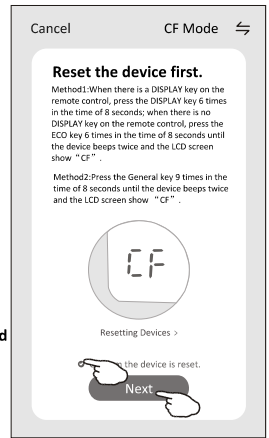 Cancel CF Mode
Reset the device first.
Method1:When there is a DISPLAY key on the
remote control, press the DISPLAY key 6 times
in the time of 8 seconds; when there is no
DISPLAY key on the remote control, press the
ECO key 6 times in the time of 8 seconds until
the device beeps twice and the LCD screen
show “CF”.
Method2:Press the General key 9 times in the
time of 8 seconds until the device beeps twice
and the LCD screen show “CF”.
CF
Resetting Devices >
the device is reset.
Next